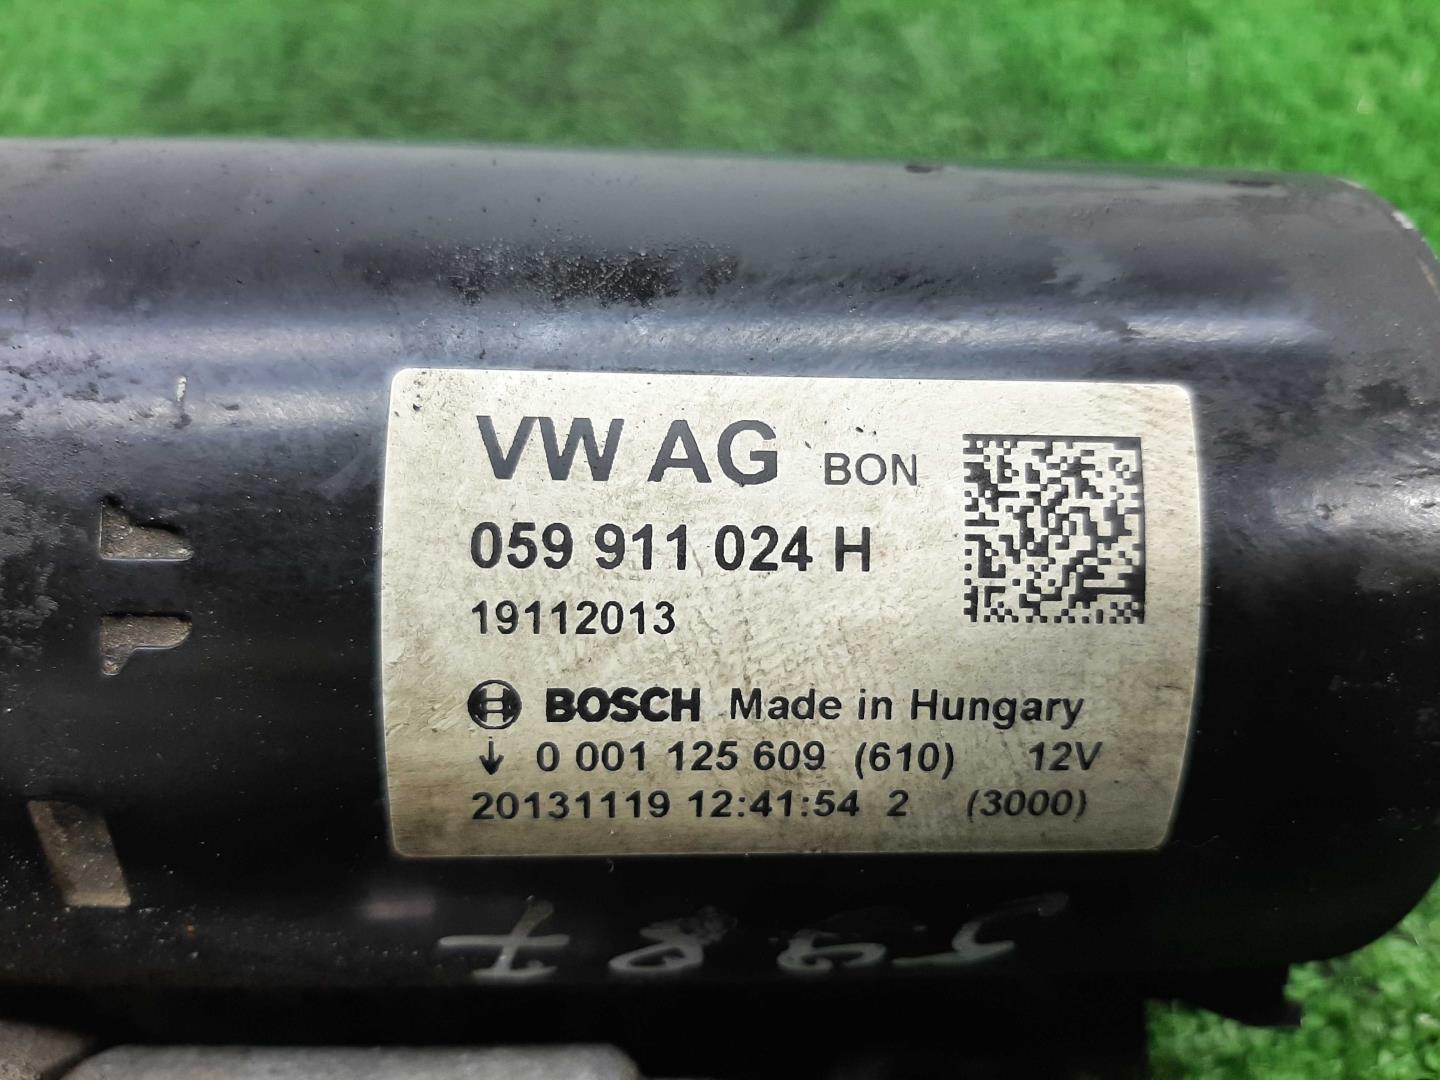 VW AG BON
059 911 024 H
19112013
BOSCH Made in Hungary
↓ 0 001 125 609 (610) 12V
20131119 12:41:54 2 (3000)